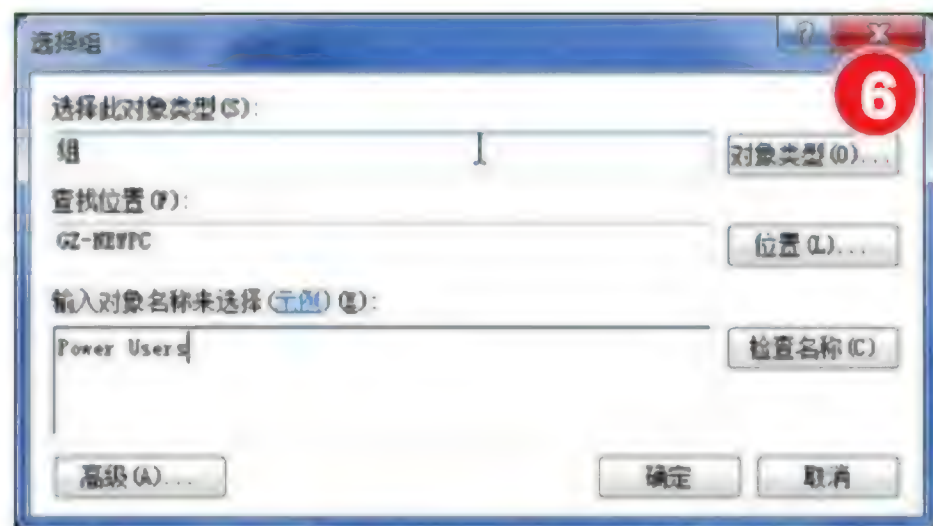 选择组
6
选择此对象类型(S):
组
对象类型(O)...
查找位置(F):
GZ-NEWPC
位置(L)...
输入对象名称来选择(示例)(E):
Power Users
检查名称(C)
高级(A)...
确定
取消